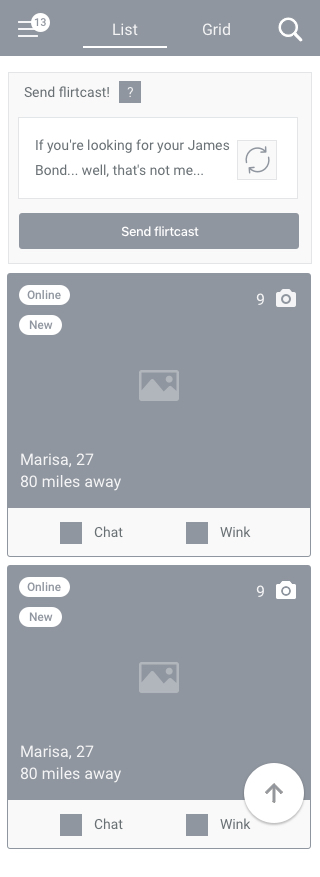 13
List
Grid
Send flirtcast!
?
If you're looking for your James
Bond... well, that's not me...
Send flirtcast
Online
9
New
Marisa, 27
80 miles away
Chat
Wink
Online
9
New
Marisa, 27
80 miles away
Chat
Wink